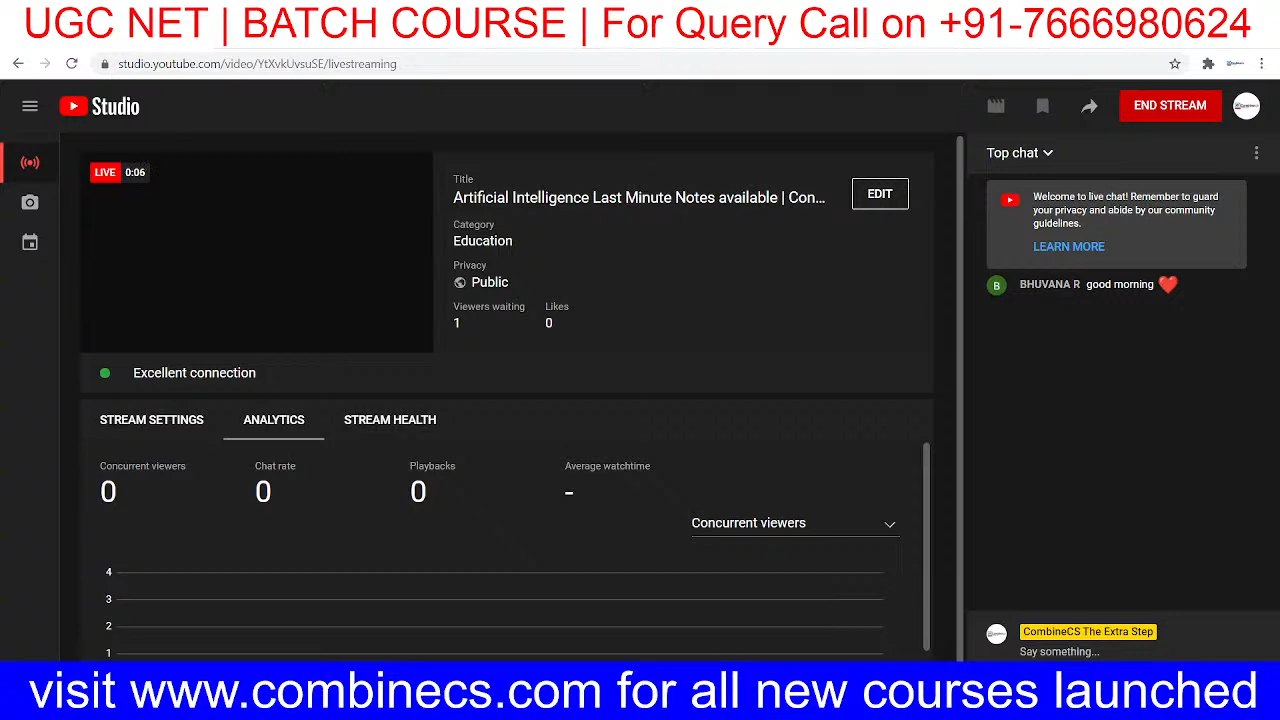 UGC NET | BATCH COURSE | For Query Call on +91-7666980624
studio.youtube.com/video/YtXvkUvsuSE/livestreaming
Studio
END STREAM
LIVE 0:06
Title
Artificial Intelligence Last Minute Notes available | Con...
EDIT
Category
Education
Privacy
Public
Viewers waiting Likes
1 0
Excellent connection
STREAM SETTINGS ANALYTICS STREAM HEALTH
Concurrent viewers Chat rate Playbacks Average watchtime
0 0 0 -
Concurrent viewers
4
3
2
1
Top chat
Welcome to live chat! Remember to guard
your privacy and abide by our community
guidelines.
LEARN MORE
B BHUVANA R good morning ❤️
CombineCS The Extra Step
Say something...
visit www.combinecs.com for all new courses launched